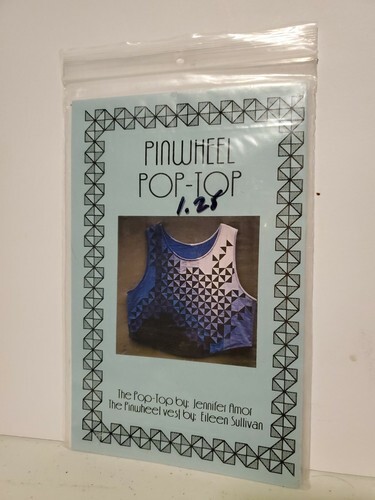 PINWHEEL
POP-TOP
1.25
The Pop-Top by: Jennifer Amor
The Pinwheel vest by: Eileen Sullivan